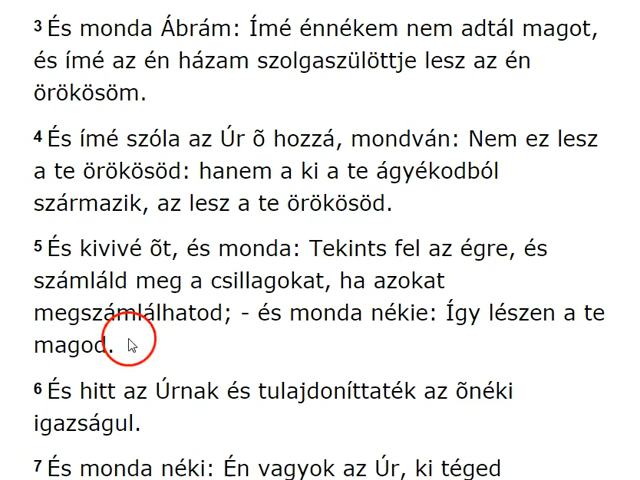 3 És monda Ábrám: Ímé énnékem nem adtál magot,
és ímé az én házam szolgaszülöttje lesz az én
örökösöm.
4 És ímé szóla az Úr õ hozzá, mondván: Nem ez lesz
a te örökösöd: hanem a ki a te ágyékodból
származik, az lesz a te örökösöd.
5 És kivivé õt, és monda: Tekints fel az égre, és
számláld meg a csillagokat, ha azokat
megszámlálhatod; - és monda nékie: Így lészen a te
magod.
6 És hitt az Úrnak és tulajdoníttaték az õnéki
igazságul.
7 És monda néki: Én vagyok az Úr, ki téged